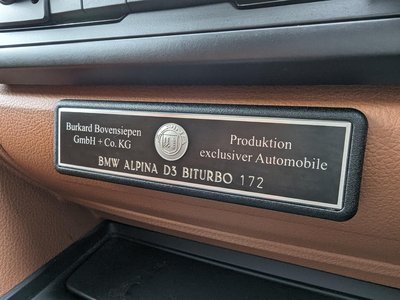 Burkard Bovensiepen
GmbH + Co. KG
Produktion
exclusiver Automobile
BMW ALPINA D3 BITURBO 172